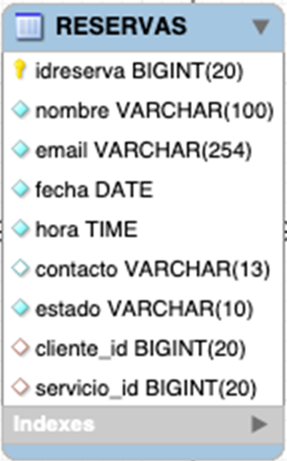 RESERVAS
idreserva BIGINT(20)
nombre VARCHAR(100)
email VARCHAR(254)
fecha DATE
hora TIME
contacto VARCHAR(13)
estado VARCHAR(10)
cliente_id BIGINT(20)
servicio_id BIGINT(20)
Indexes